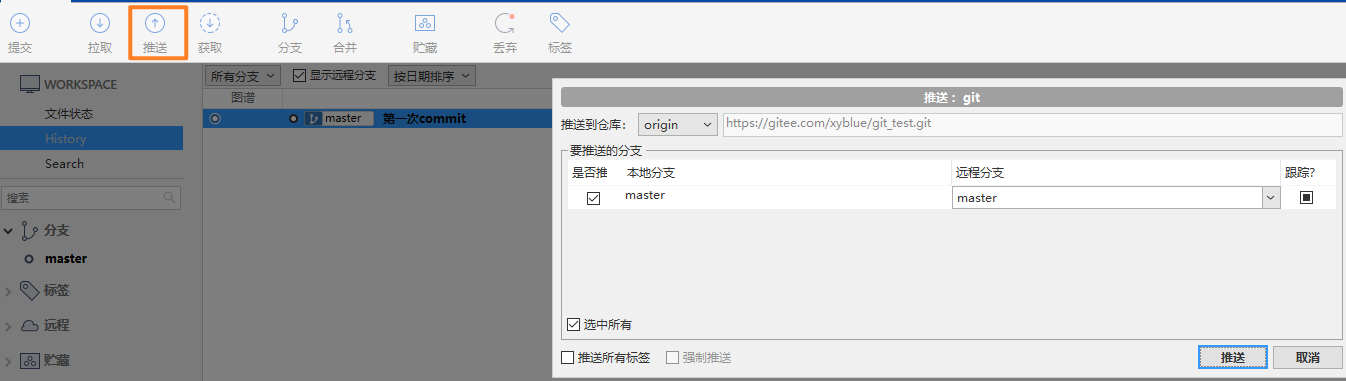 提交 拉取 推送 获取 分支 合并 贮藏 丢弃 标签
WORKSPACE
文件状态
History
Search
搜索
分支
master
标签
远程
贮藏
所有分支 显示远程分支 按日期排序
图谱
master 第一次commit
推送：git
推送到仓库： origin https://gitee.com/xyblue/git_test.git
要推送的分支
是否推 本地分支 远程分支 跟踪?
master master
选中所有
推送所有标签 强制推送 推送 取消